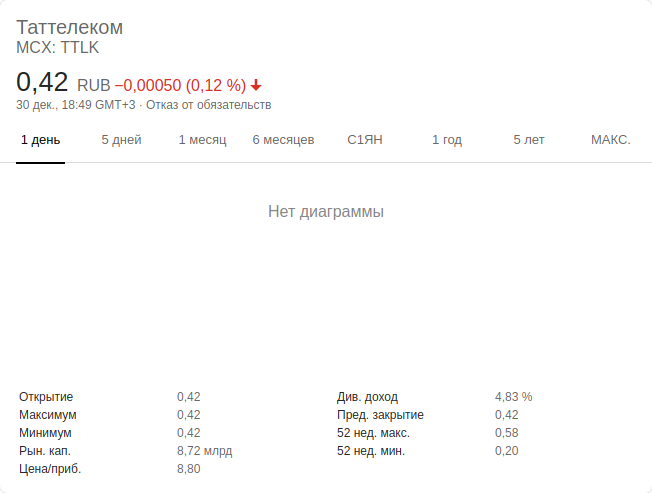 Таттелеком
MCX: TTLK
0,42 RUB −0,00050 (0,12 %)
30 дек., 18:49 GMT+3 · Отказ от обязательств
1 день 5 дней 1 месяц 6 месяцев С1ЯН 1 год 5 лет МАКС.
Нет диаграммы
Открытие 0,42 Див. доход 4,83 %
Максимум 0,42 Пред. закрытие 0,42
Минимум 0,42 52 нед. макс. 0,58
Рын. кап. 8,72 млрд 52 нед. мин. 0,20
Цена/приб. 8,80